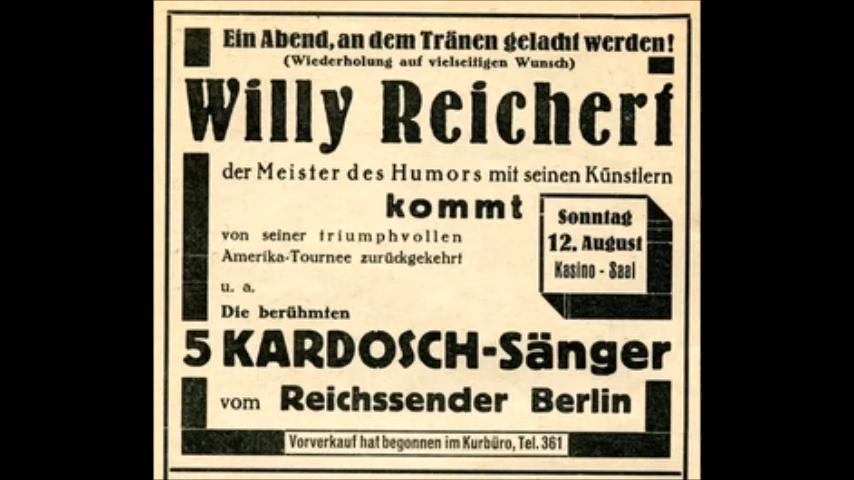 Ein Abend, an dem Tränen gelacht werden!
(Wiederholung auf vielseitigen Wunsch)
Willy Reichert
der Meister des Humors mit seinen Künstlern
kommt
von seiner triumphvollen
Amerika-Tournee zurückgekehrt
Sonntag
12. August
Kasino - Saal
u. a.
Die berühmten
5 KARDOSCH-Sänger
vom Reichssender Berlin
Vorverkauf hat begonnen im Kurbüro, Tel. 361